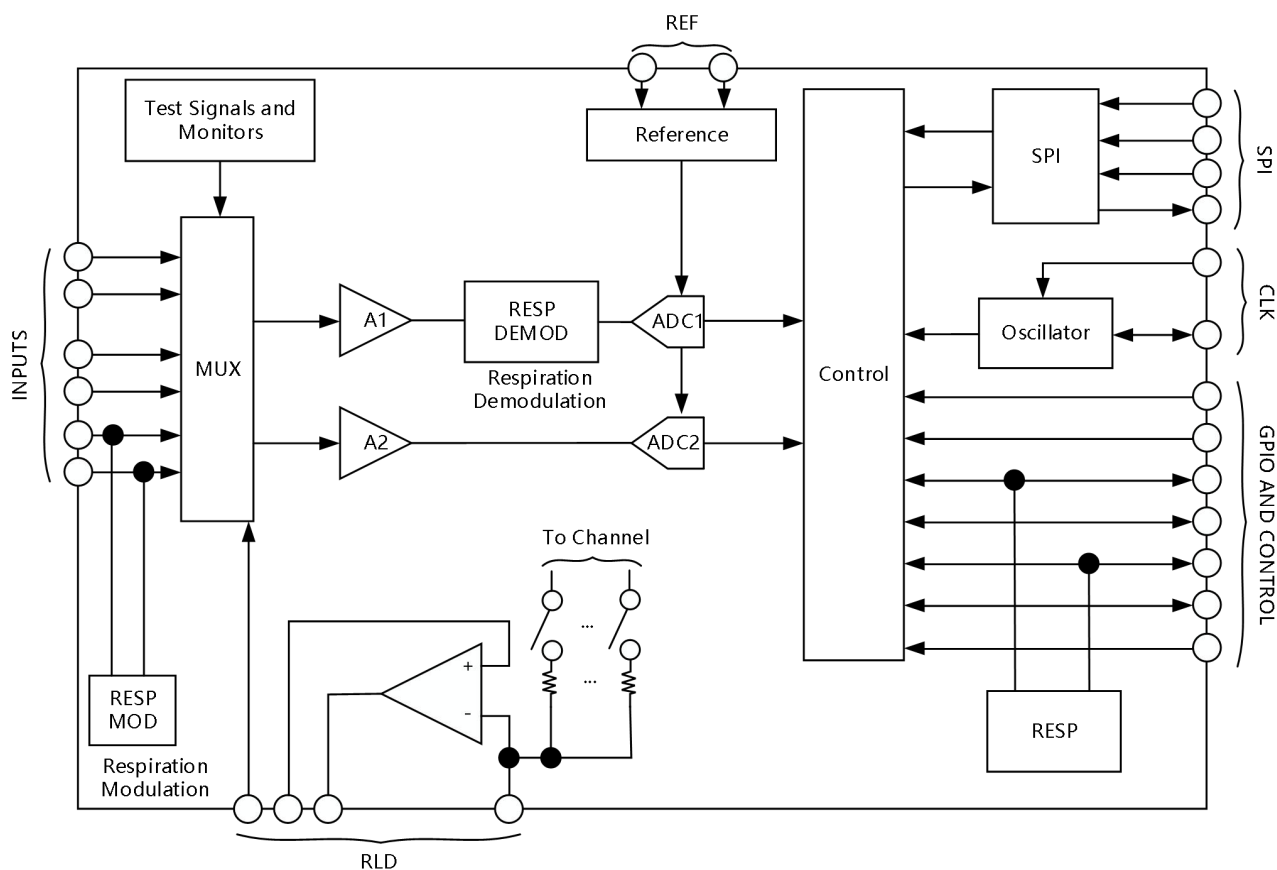 REF
Test Signals and
Monitors
Reference
SPI
SPI
CLK
Oscillator
INPUTS
MUX
A1
RESP
DEMOD
ADC1
Respiration
Demodulation
Control
A2
ADC2
GPIO AND CONTROL
To Channel
...
...
+
-
RESP
MOD
Respiration
Modulation
RESP
RLD